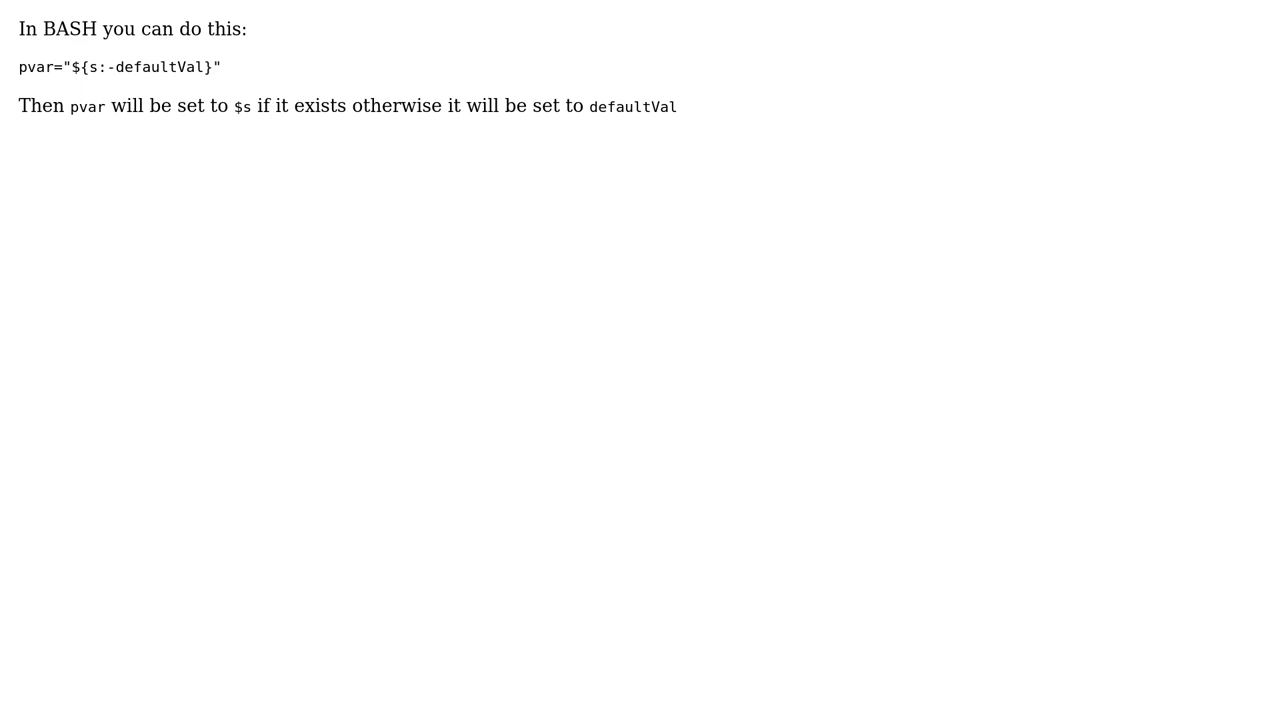 In BASH you can do this:
pvar="${s:-defaultVal}"
Then pvar will be set to $s if it exists otherwise it will be set to defaultVal